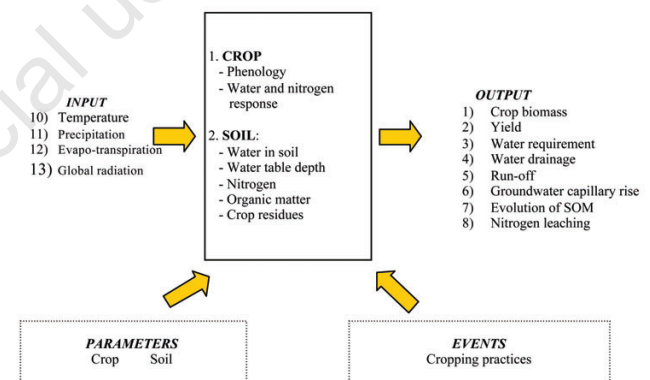 cial u
INPUT
10) Temperature
11) Precipitation
12) Evapo-transpiration
13) Global radiation
1. CROP
- Phenology
- Water and nitrogen
response
2. SOIL:
- Water in soil
- Water table depth
- Nitrogen
- Organic matter
- Crop residues
OUTPUT
1) Crop biomass
2) Yield
3) Water requirement
4) Water drainage
5) Run-off
6) Groundwater capillary rise
7) Evolution of SOM
8) Nitrogen leaching
PARAMETERS
Crop Soil
EVENTS
Cropping practices